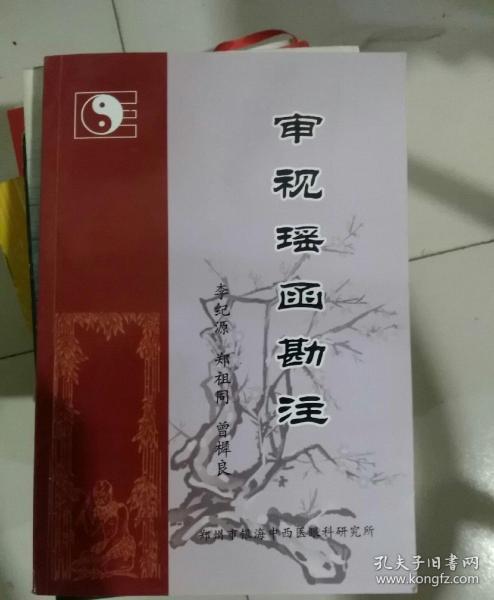 审视瑶函勘注
李纪源 郑祖同 曾樨良
郑州市镇海中西医眼科研究所
孔夫子旧书网
www.kongfz.com